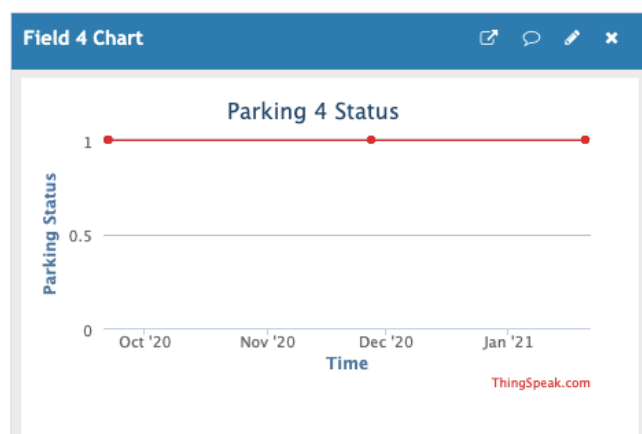 Field 4 Chart
Parking 4 Status
Parking Status
1
0.5
0
Oct '20 Nov '20 Dec '20 Jan '21
Time
ThingSpeak.com